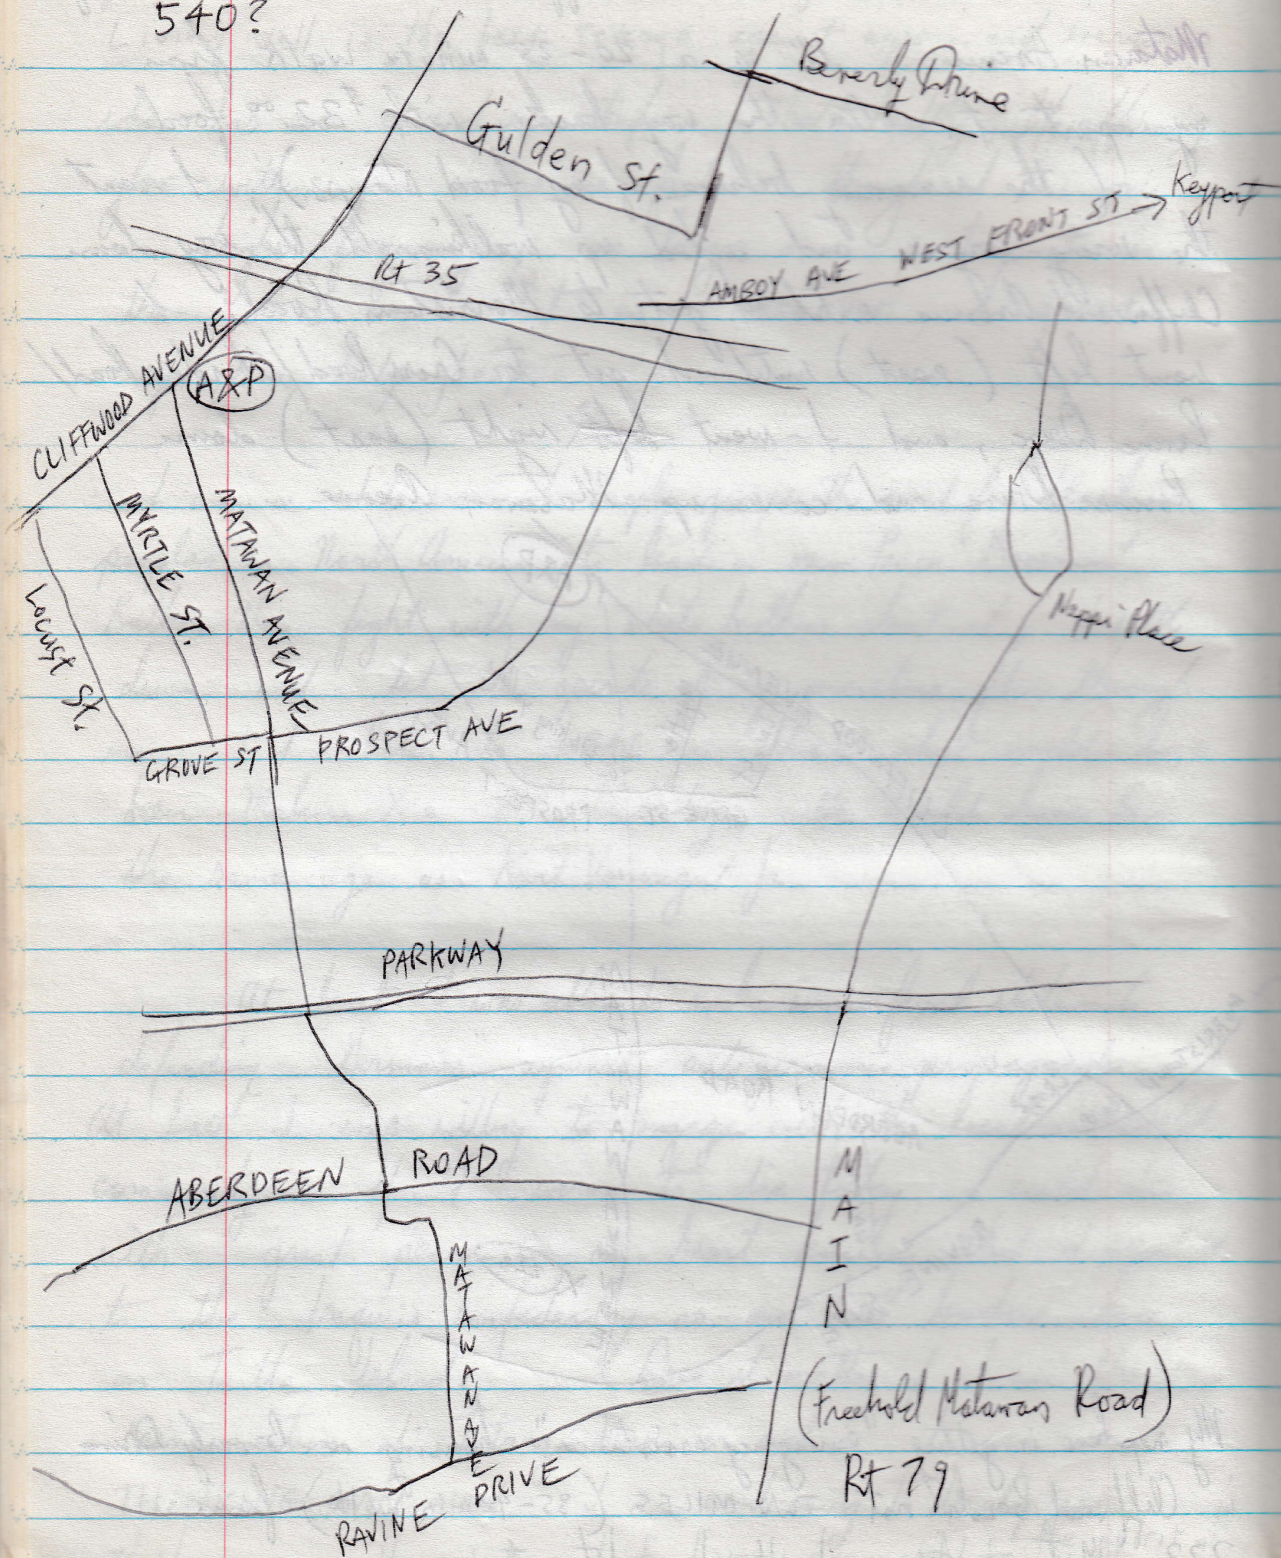 540?
Beverly Drive
Gulden St.
Keyport
Rt 35
AMBOY AVE WEST FRONT ST
CLIFFWOOD AVENUE
A&P
MYRTLE ST.
MATAWAN AVENUE
Locust St.
Nappi Place
GROVE ST
PROSPECT AVE
PARKWAY
ABERDEEN ROAD
MAIN
MATAWAN AVE
(Freehold Matawan Road)
Rt 79
RAVINE DRIVE